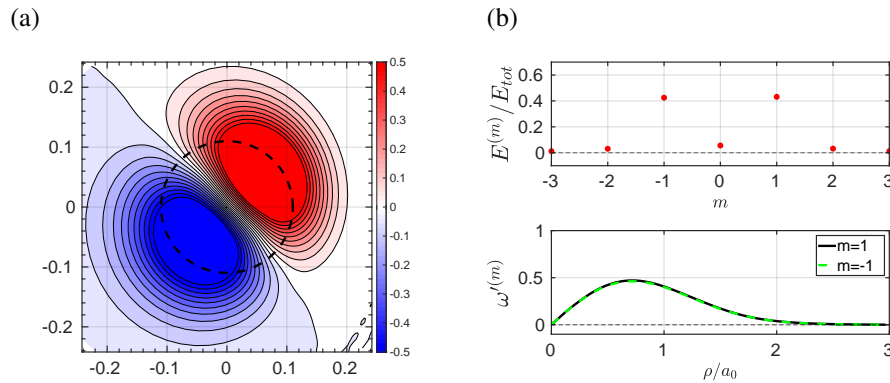 (a)
(b)
0.2
0.1
0
-0.1
-0.2
-0.2 -0.1 0 0.1 0.2
0.5
0.4
0.3
0.2
0.1
0
-0.1
-0.2
-0.3
-0.4
-0.5
E^{(m)}/E_{tot}
0.6
0.4
0.2
0
-3 -2 -1 0 1 2 3
m
ω'^{(m)}
1
0.5
0
m=1
m=-1
0 1 2 3
ρ/a_0